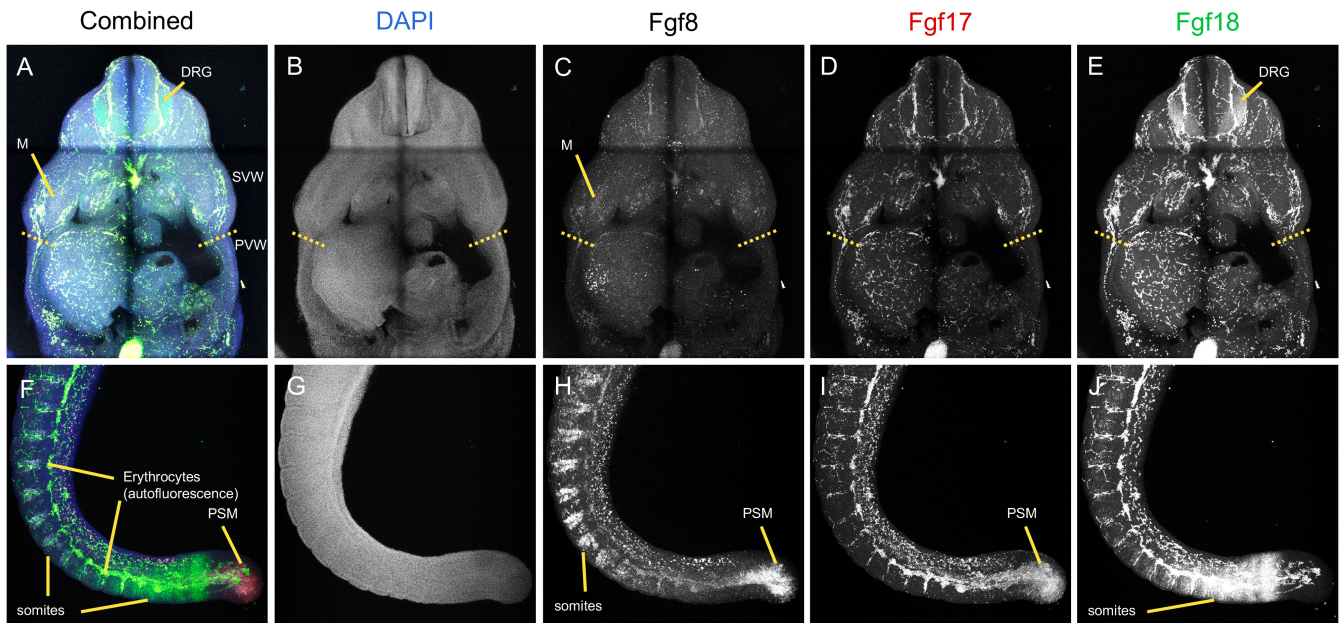 Combined DAPI Fgf8 Fgf17 Fgf18
A B C D E
DRG DRG
M M
SVW
PVW
F G H I J
Erythrocytes
(autofluorescence)
PSM PSM PSM
somites somites somites